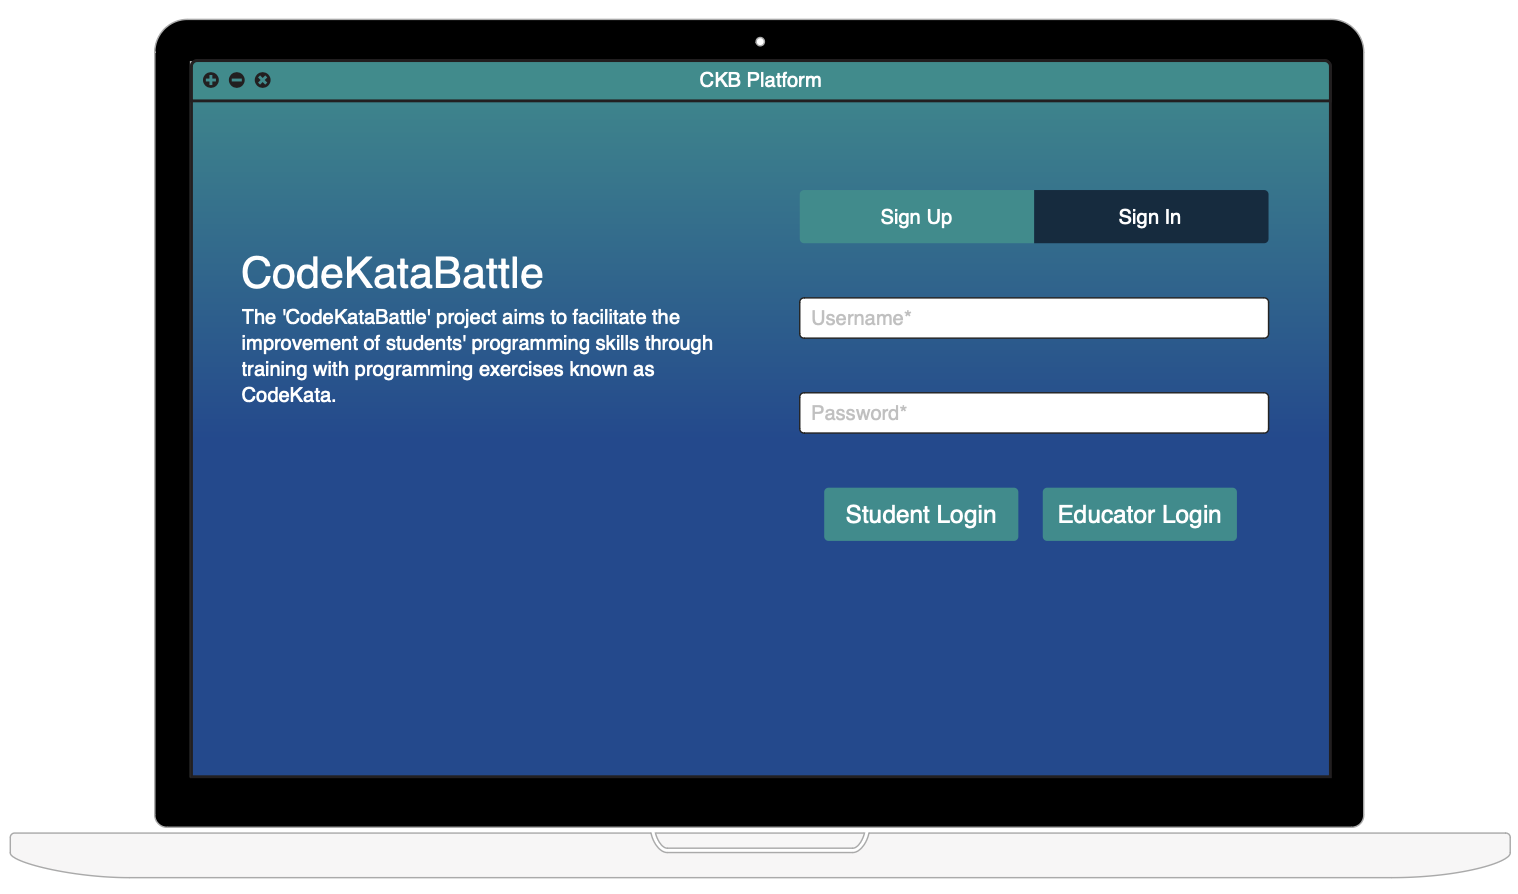 CKB Platform
Sign Up
Sign In
CodeKataBattle
The 'CodeKataBattle' project aims to facilitate the
improvement of students' programming skills through
training with programming exercises known as
CodeKata.
Username*
Password*
Student Login
Educator Login